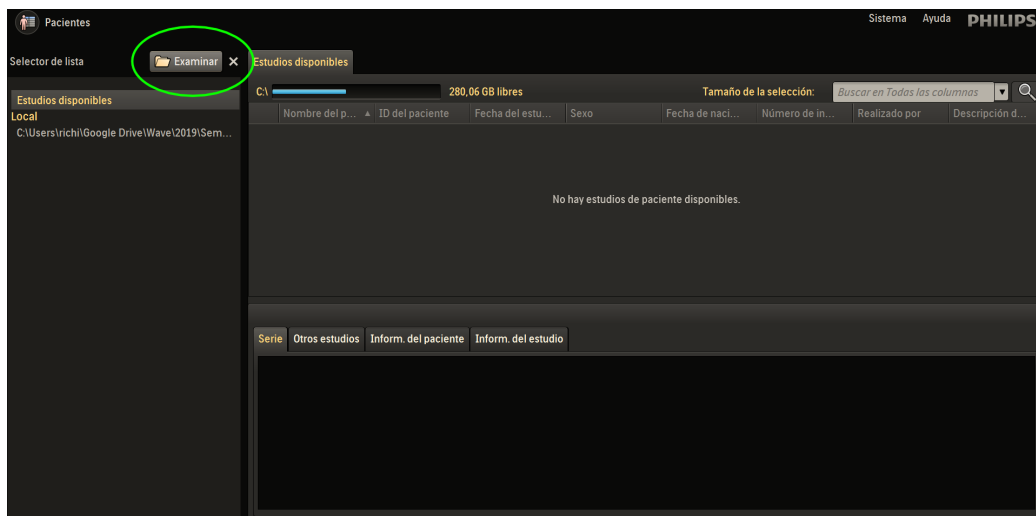 Pacientes
Sistema Ayuda PHILIPS
Selector de lista Examinar
Estudios disponibles
Estudios disponibles
Local
C:\Users\richi\Google Drive\Wave\2019\Sem...
C:\ 280,06 GB libres Tamaño de la selección: Buscar en Todas las columnas
Nombre del p... ID del paciente Fecha del estu... Sexo Fecha de naci... Número de in... Realizado por Descripción d...
No hay estudios de paciente disponibles.
Serie Otros estudios Inform. del paciente Inform. del estudio